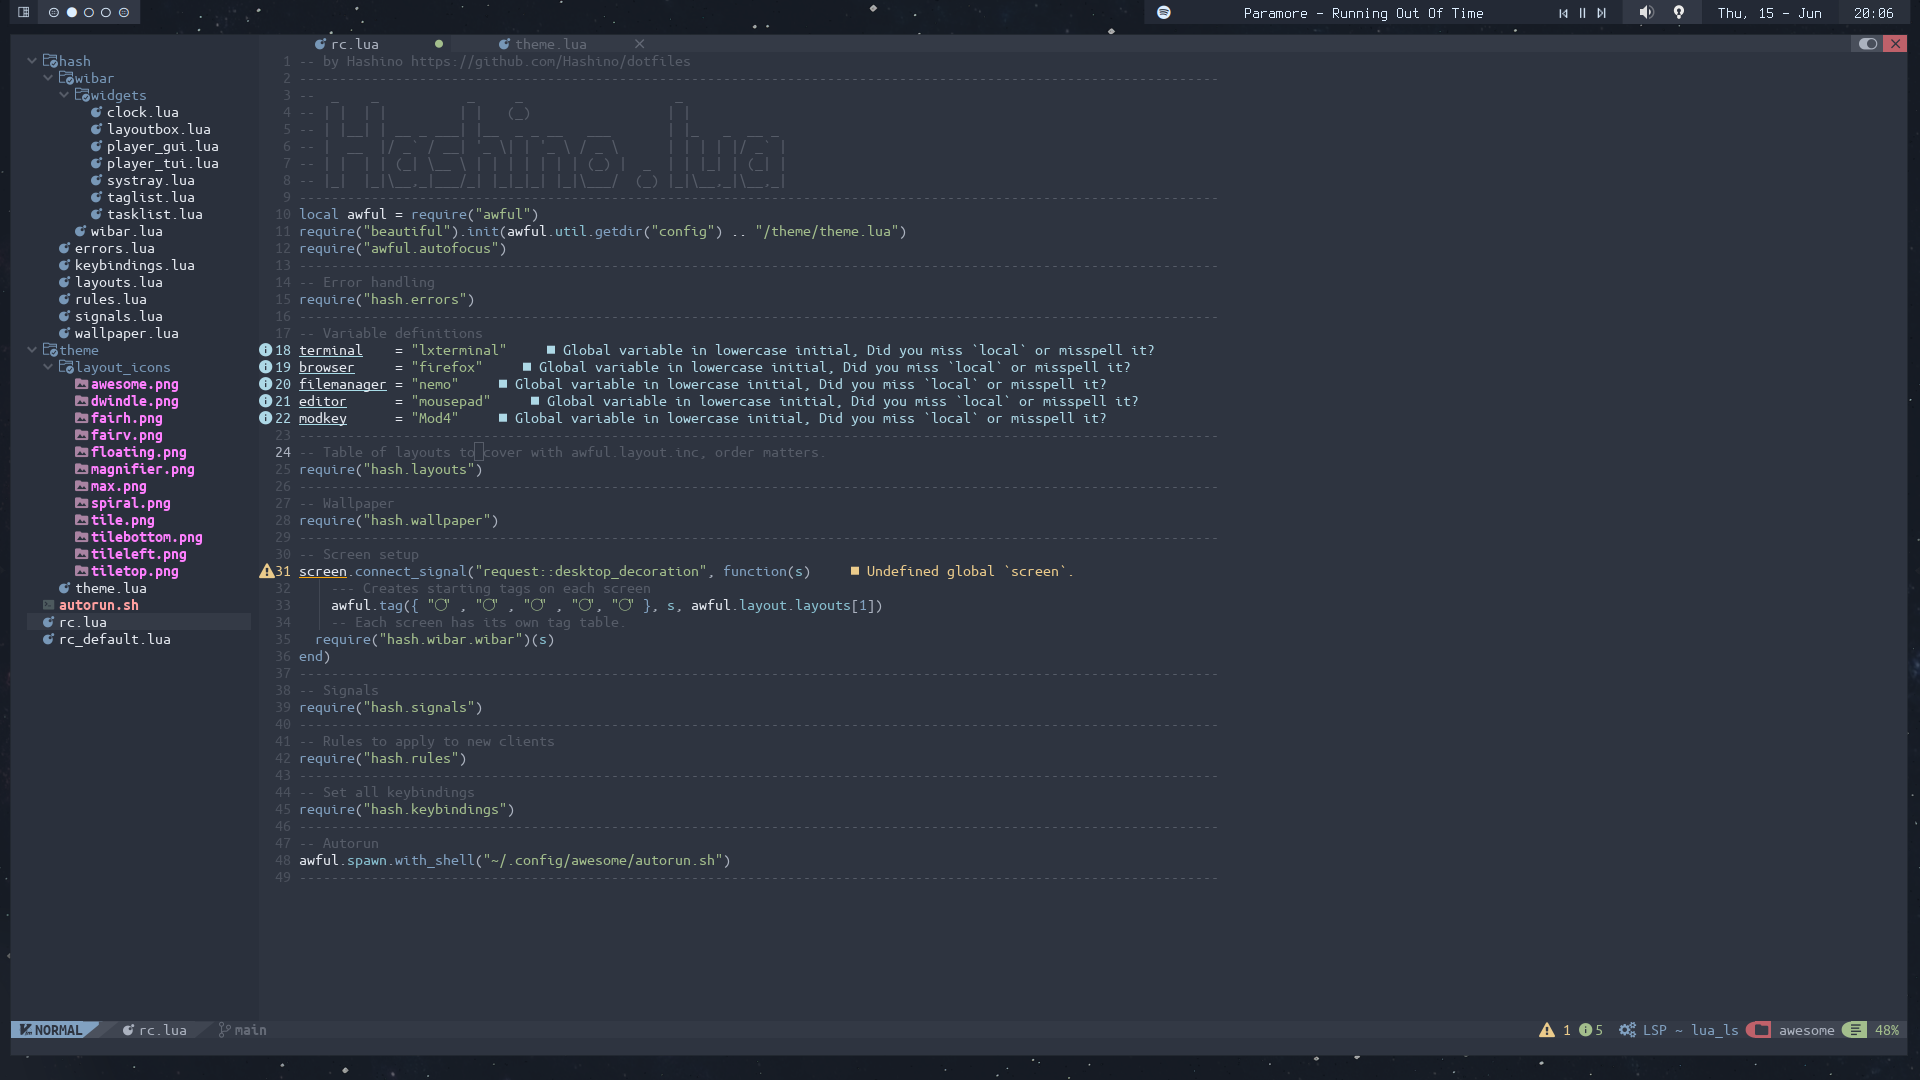 Paramore - Running Out Of Time
Thu, 15 - Jun
20:06
hash
wibar
widgets
clock.lua
layoutbox.lua
player_gui.lua
player_tui.lua
systray.lua
taglist.lua
tasklist.lua
wibar.lua
errors.lua
keybindings.lua
layouts.lua
rules.lua
signals.lua
wallpaper.lua
theme
layout_icons
awesome.png
dwindle.png
fairh.png
fairv.png
floating.png
magnifier.png
max.png
spiral.png
tile.png
tilebottom.png
tileleft.png
tiletop.png
theme.lua
autorun.sh
rc.lua
rc_default.lua
rc.lua
theme.lua
1 -- by Hashino https://github.com/Hashino/dotfiles
2 --------------------------------------------------------------------------------
3 --
4 --
5 --
6 --
7 --
8 --
Hashino.lua
9 --------------------------------------------------------------------------------
10 local awful = require("awful")
11 require("beautiful").init(awful.util.getdir("config") .. "/theme/theme.lua")
12 require("awful.autofocus")
13 --------------------------------------------------------------------------------
14 -- Error handling
15 require("hash.errors")
16 --------------------------------------------------------------------------------
17 -- Variable definitions
18 terminal    = "lxterminal"     ■ Global variable in lowercase initial, Did you miss `local` or misspell it?
19 browser     = "firefox"     ■ Global variable in lowercase initial, Did you miss `local` or misspell it?
20 filemanager = "nemo"     ■ Global variable in lowercase initial, Did you miss `local` or misspell it?
21 editor      = "mousepad"     ■ Global variable in lowercase initial, Did you miss `local` or misspell it?
22 modkey      = "Mod4"     ■ Global variable in lowercase initial, Did you miss `local` or misspell it?
23 --------------------------------------------------------------------------------
24 -- Table of layouts to cover with awful.layout.inc, order matters.
25 require("hash.layouts")
26 --------------------------------------------------------------------------------
27 -- Wallpaper
28 require("hash.wallpaper")
29 --------------------------------------------------------------------------------
30 -- Screen setup
31 screen.connect_signal("request::desktop_decoration", function(s)     ■ Undefined global `screen`.
32     --- Creates starting tags on each screen
33     awful.tag({ "○" , "○" , "○" , "○", "○" }, s, awful.layout.layouts[1])
34     -- Each screen has its own tag table.
35   require("hash.wibar.wibar")(s)
36 end)
37 --------------------------------------------------------------------------------
38 -- Signals
39 require("hash.signals")
40 --------------------------------------------------------------------------------
41 -- Rules to apply to new clients
42 require("hash.rules")
43 --------------------------------------------------------------------------------
44 -- Set all keybindings
45 require("hash.keybindings")
46 --------------------------------------------------------------------------------
47 -- Autorun
48 awful.spawn.with_shell("~/.config/awesome/autorun.sh")
49 --------------------------------------------------------------------------------
NORMAL
rc.lua
main
1
5
LSP ~ lua_ls
awesome
48%